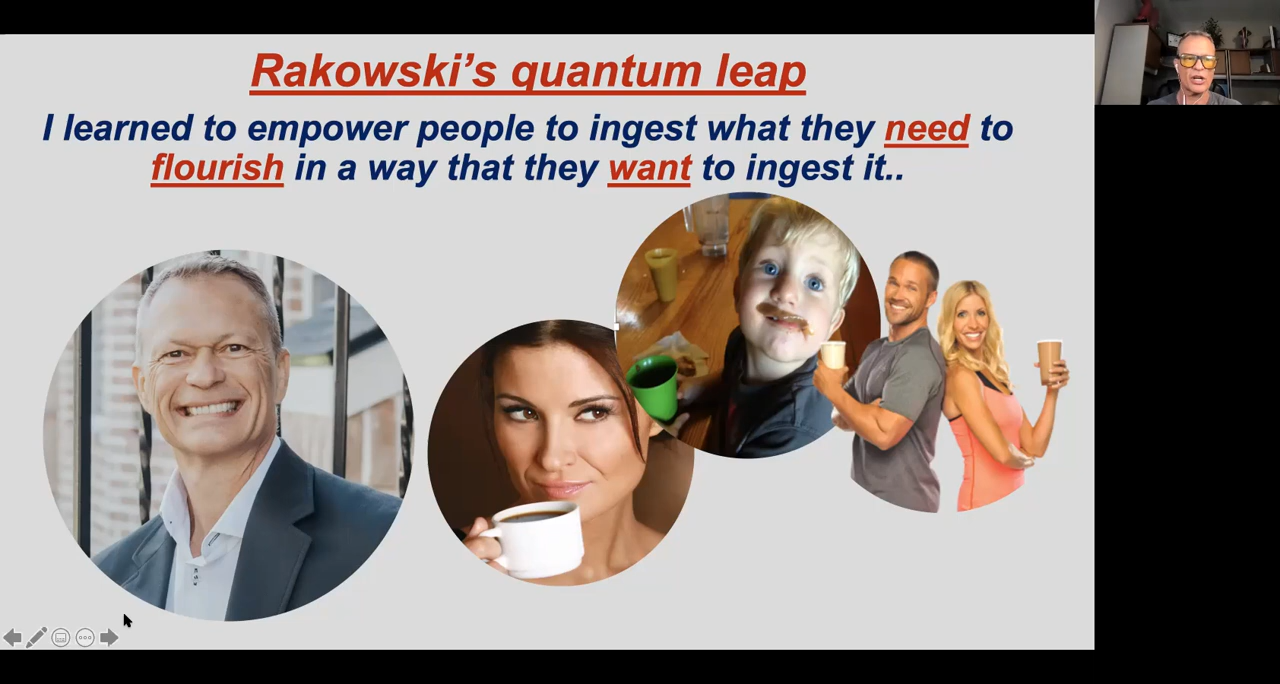 Rakowski’s quantum leap
I learned to empower people to ingest what they need to
flourish in a way that they want to ingest it..